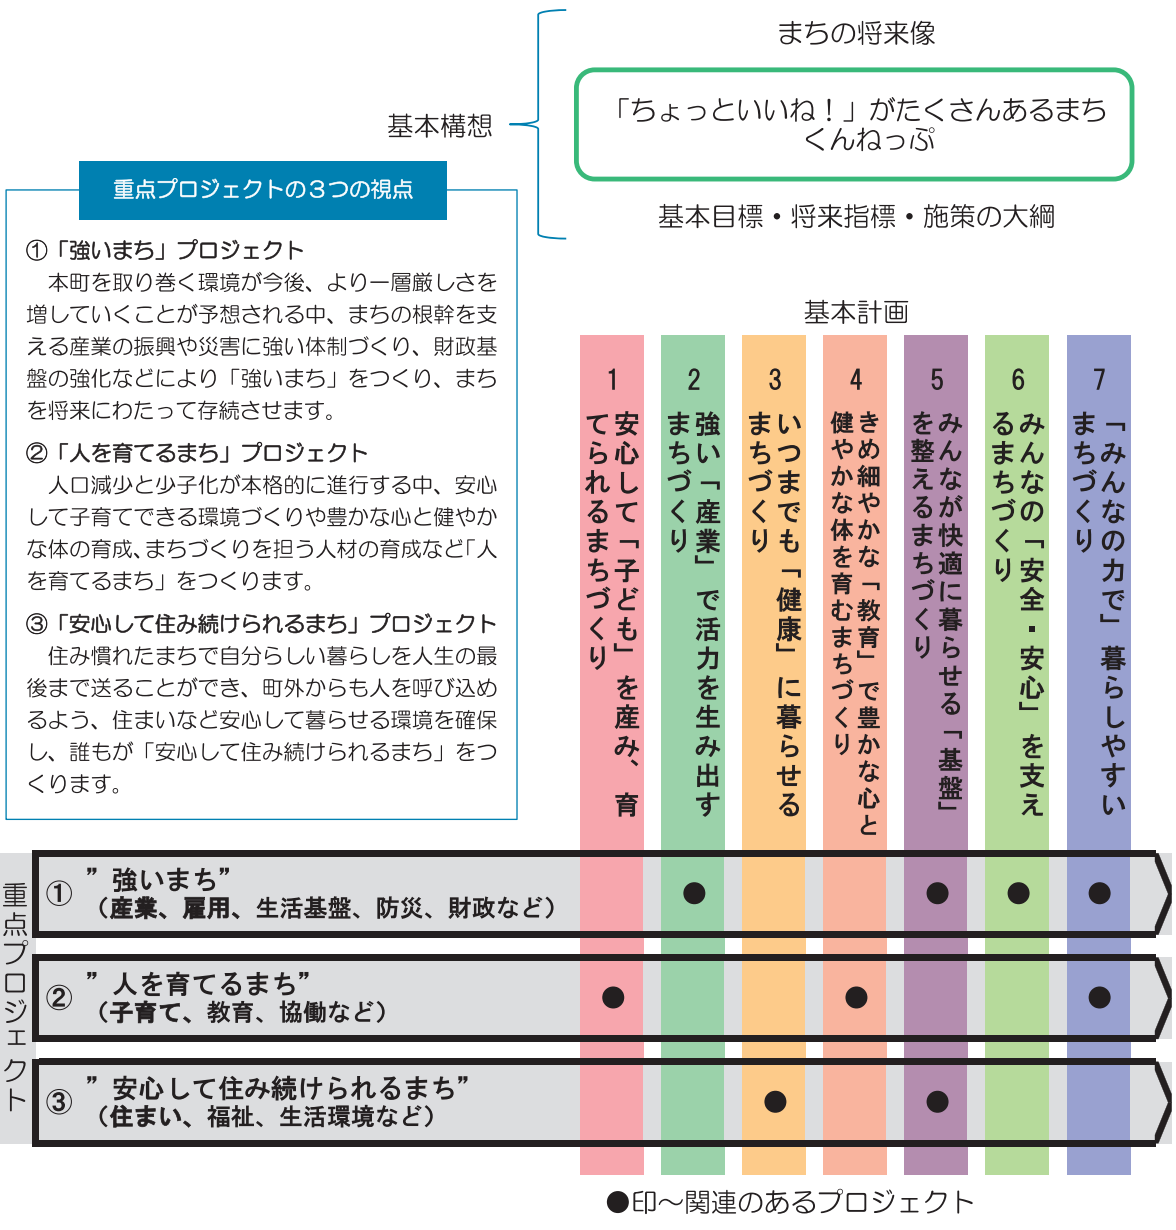 まちの将来像
「ちょっといいね！」がたくさんあるまち
くんねっぷ
基本構想
基本目標・将来指標・施策の大綱
重点プロジェクトの３つの視点
①「強いまち」プロジェクト
本町を取り巻く環境が今後、より一層厳しさを
増していくことが予想される中、まちの根幹を支
える産業の振興や災害に強い体制づくり、財政基
盤の強化などにより「強いまち」をつくり、まち
を将来にわたって存続させます。
②「人を育てるまち」プロジェクト
人口減少と少子化が本格的に進行する中、安心
して子育てできる環境づくりや豊かな心と健やか
な体の育成、まちづくりを担う人材の育成など「人
を育てるまち」をつくります。
③「安心して住み続けられるまち」プロジェクト
住み慣れたまちで自分らしい暮らしを人生の最
後まで送ることができ、町外からも人を呼び込め
るよう、住まいなど安心して暮らせる環境を確保
し、誰もが「安心して住み続けられるまち」をつ
くります。
基本計画
1
安心して「子ども」を産み、育
てられるまちづくり
2
強い「産業」で活力を生み出す
まちづくり
3
いつまでも「健康」に暮らせる
まちづくり
4
きめ細やかな「教育」で豊かな心と
健やかな体を育むまちづくり
5
みんなが快適に暮らせる「基盤」
を整えるまちづくり
6
みんなの「安全・安心」を支え
るまちづくり
7
「みんなの力で」暮らしやすい
まちづくり
重点プロジェクト
①
”強いまち”
（産業、雇用、生活基盤、防災、財政など）
②
”人を育てるまち”
（子育て、教育、協働など）
③
”安心して住み続けられるまち”
（住まい、福祉、生活環境など）
●印～関連のあるプロジェクト